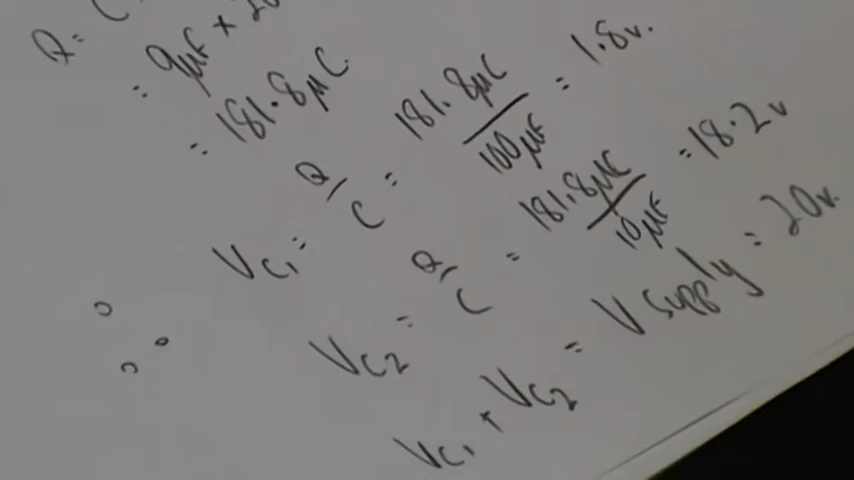 Q = C
= 9µF × 20
= 181.8µC
∴ VC1 = Q/C = 181.8µC/100µF = 1.8v.
VC2 = Q/C = 181.8µC/10µF = 18.2v
VC1 + VC2 = Vsupply = 20v.